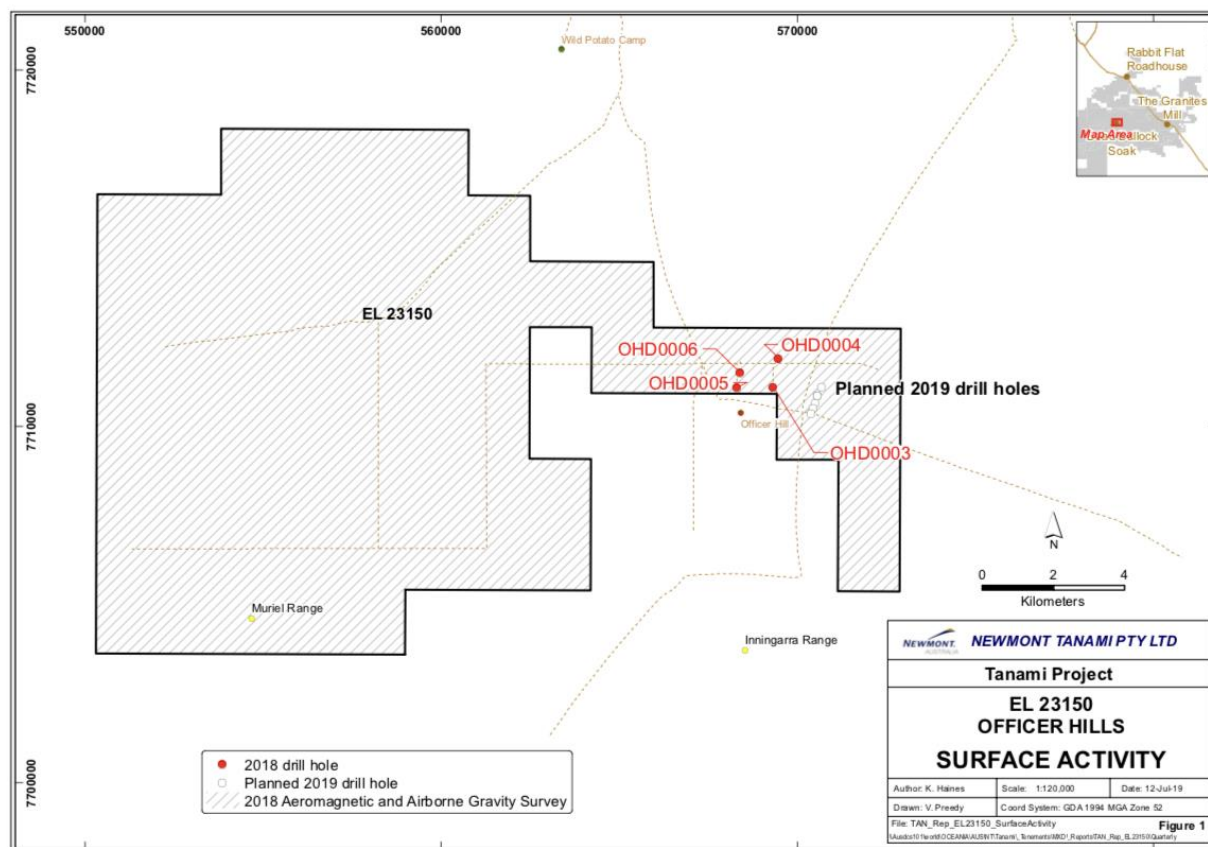 550000
560000
570000
7720000
7710000
7700000
Wild Potato Camp
Rabbit Flat
Roadhouse
The Granites
Mill
Map Area
Soak
EL 23150
OHD0006
OHD0004
OHD0005
Planned 2019 drill holes
Officer Hill
OHD0003
N
0 2 4
Kilometers
Muriel Range
Inningarra Range
2018 drill hole
Planned 2019 drill hole
2018 Aeromagnetic and Airborne Gravity Survey
NEWMONT
AUSTRALIA
NEWMONT TANAMI PTY LTD
Tanami Project
EL 23150
OFFICER HILLS
SURFACE ACTIVITY
Author: K. Haines
Scale: 1:120,000
Date: 12-Jul-19
Drawn: V. Preedy
Coord System: GDA 1994 MGA Zone 52
File: TAN_Rep_EL23150_SurfaceActivity
Figure 1